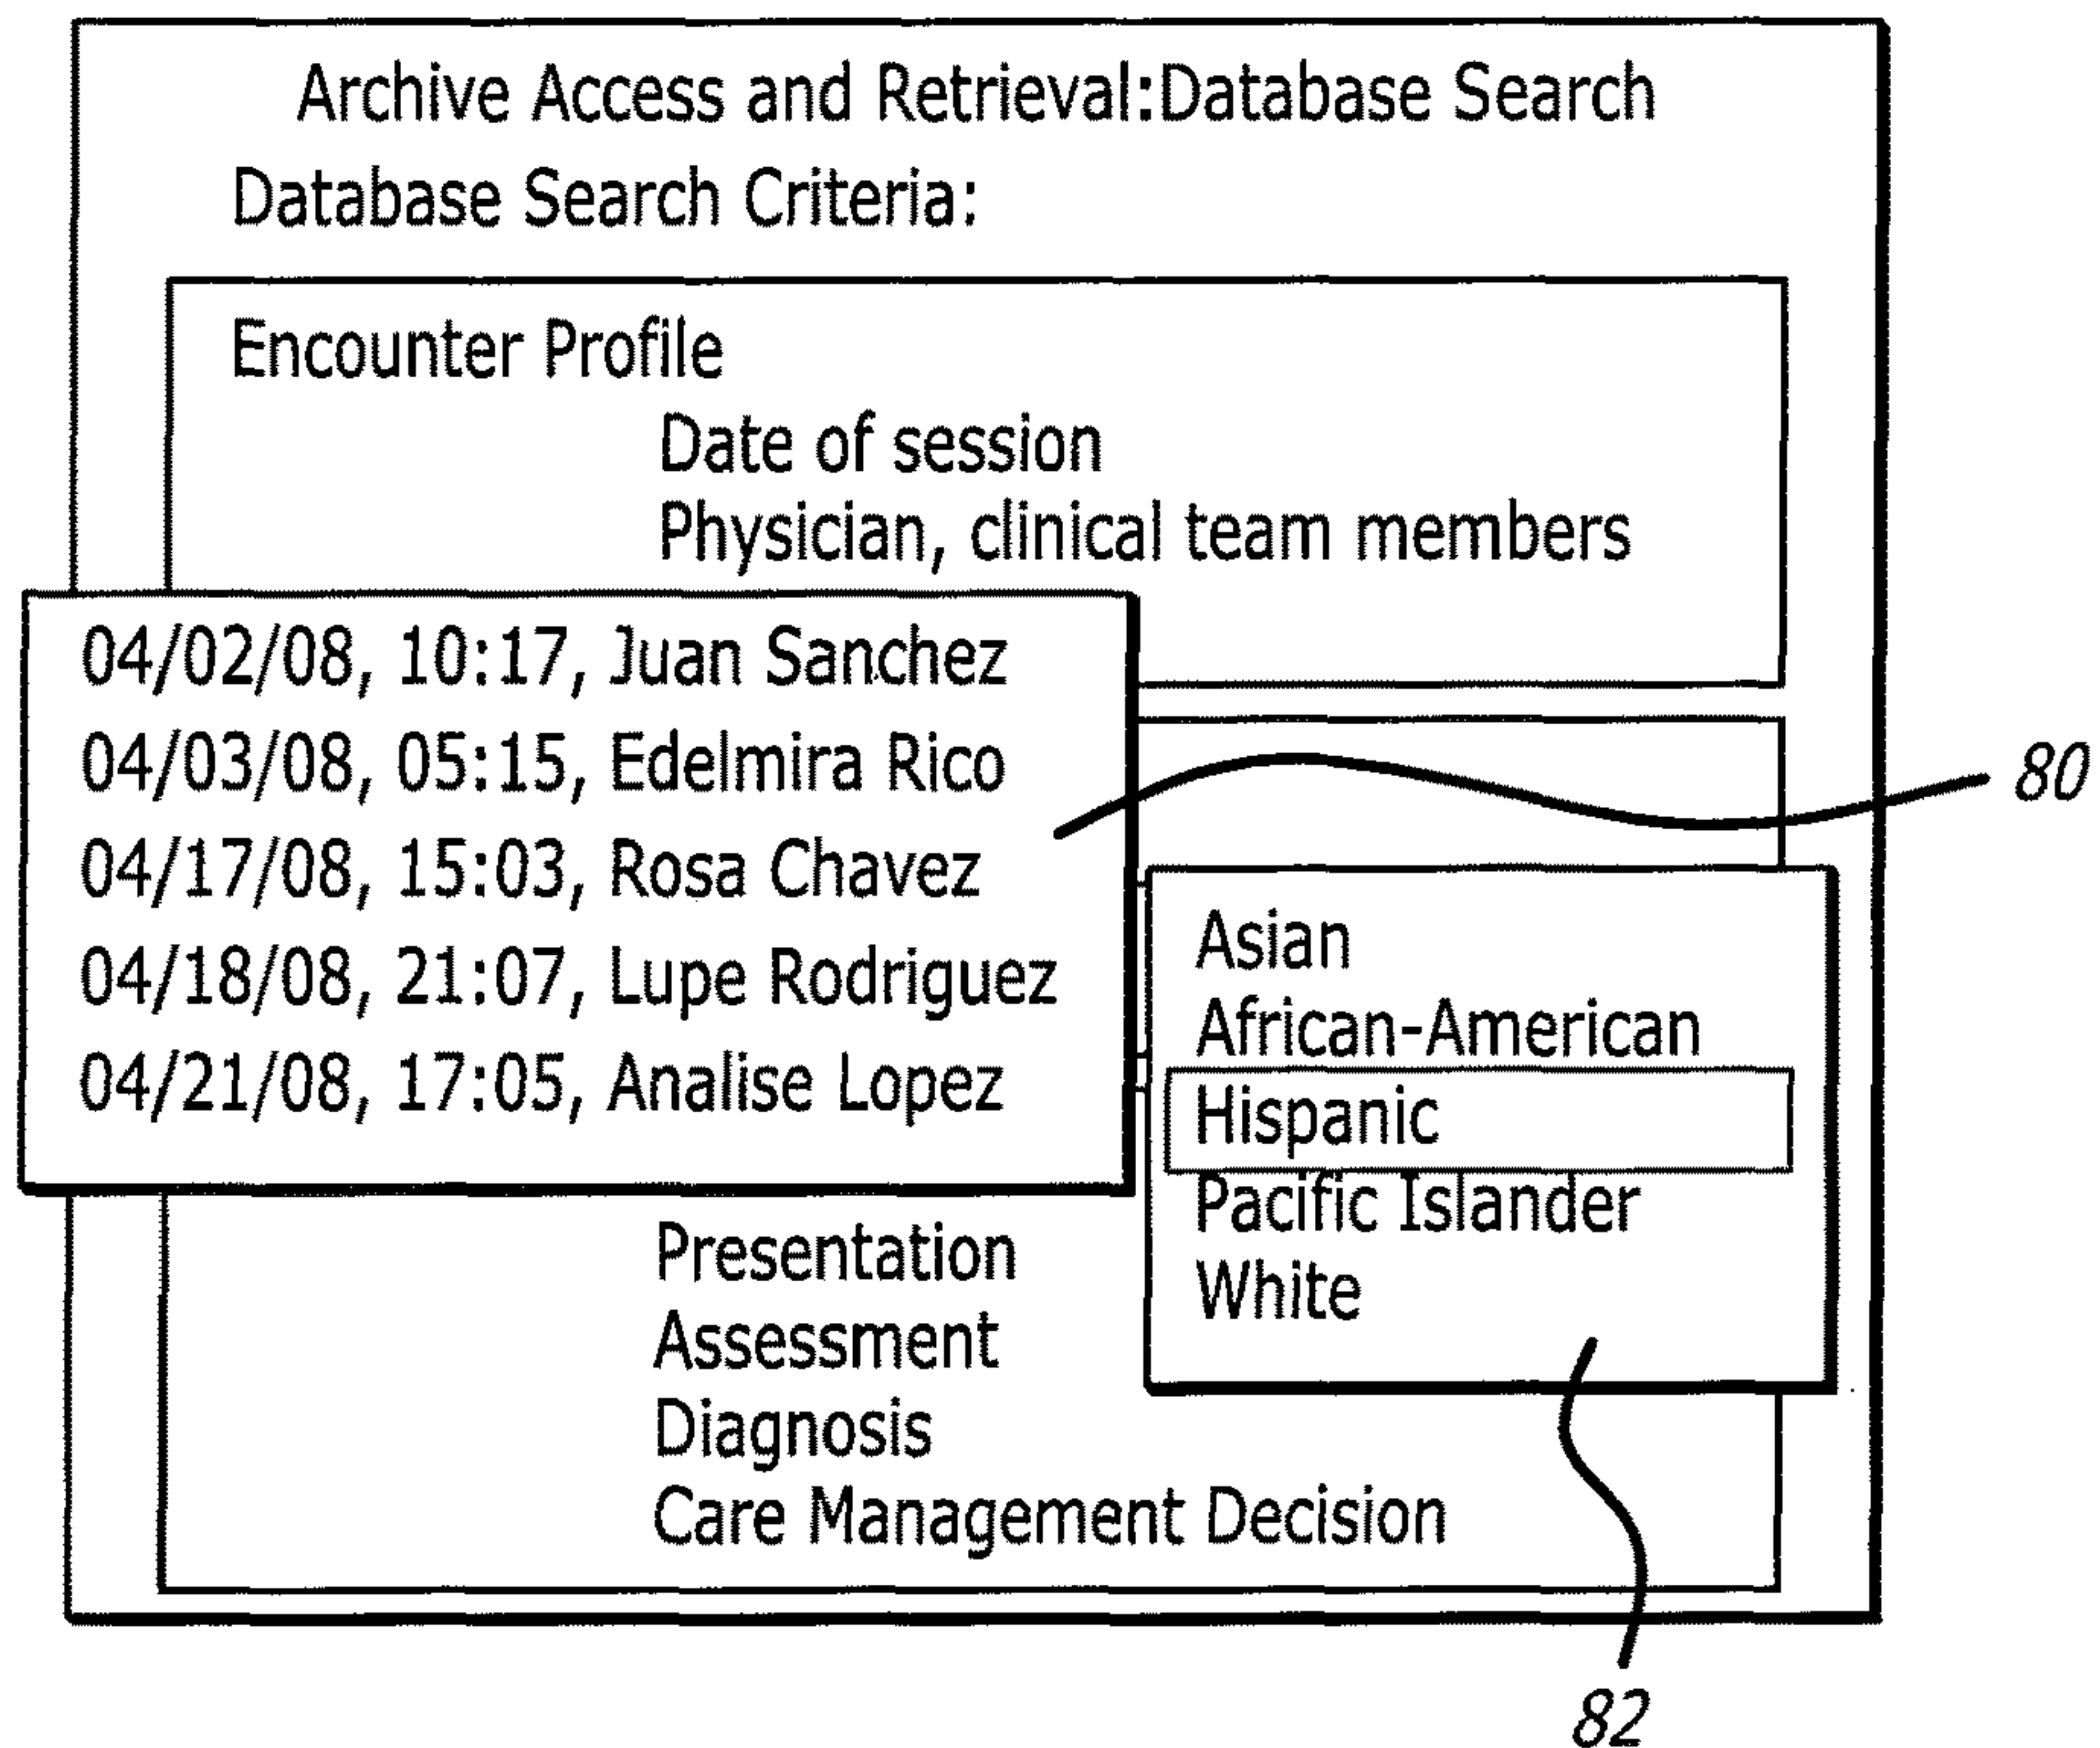 Archive Access and Retrieval:Database Search
Database Search Criteria:
Encounter Profile
Date of session
Physician, clinical team members
04/02/08, 10:17, Juan Sanchez
04/03/08, 05:15, Edelmira Rico
04/17/08, 15:03, Rosa Chavez
04/18/08, 21:07, Lupe Rodriguez
04/21/08, 17:05, Analise Lopez
80
Asian
African-American
Hispanic
Pacific Islander
White
Presentation
Assessment
Diagnosis
Care Management Decision
82